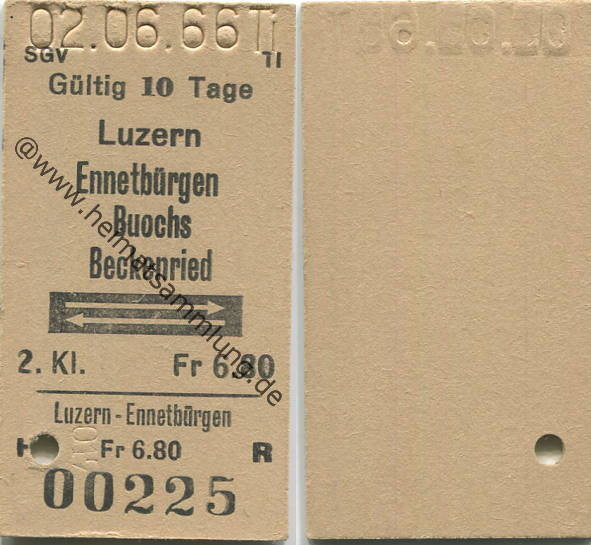 02.06.66 Ti
SGV TI
Gültig 10 Tage
Luzern
Ennetbürgen
Buochs
Beckenried
2. Kl. Fr 6.80
Luzern - Ennetbürgen
H Fr 6.80 R
00225
@www.heimatsammlung.de